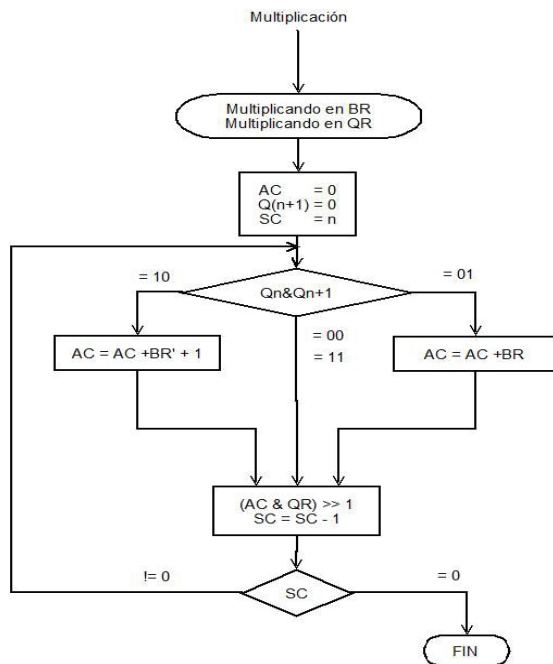 Multiplicación
Multiplicando en BR
Multiplicando en QR
AC = 0
Q(n+1) = 0
SC = n
= 10
= 01
Qn&Qn+1
AC = AC +BR' + 1
= 00
= 11
AC = AC +BR
(AC & QR) >> 1
SC = SC - 1
!= 0
= 0
SC
FIN